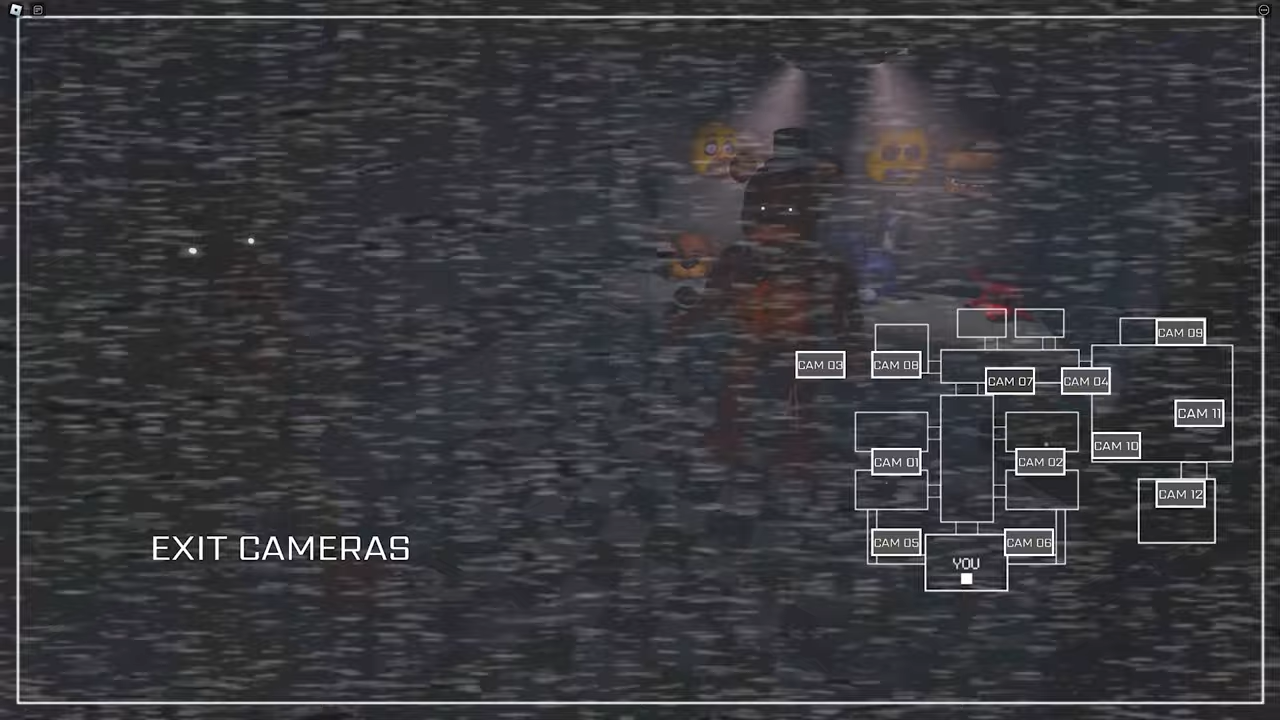 CAM 09
CAM 03
CAM 08
CAM 07
CAM 04
CAM 11
CAM 10
CAM 01
CAM 02
CAM 12
EXIT CAMERAS
CAM 05
CAM 06
YOU